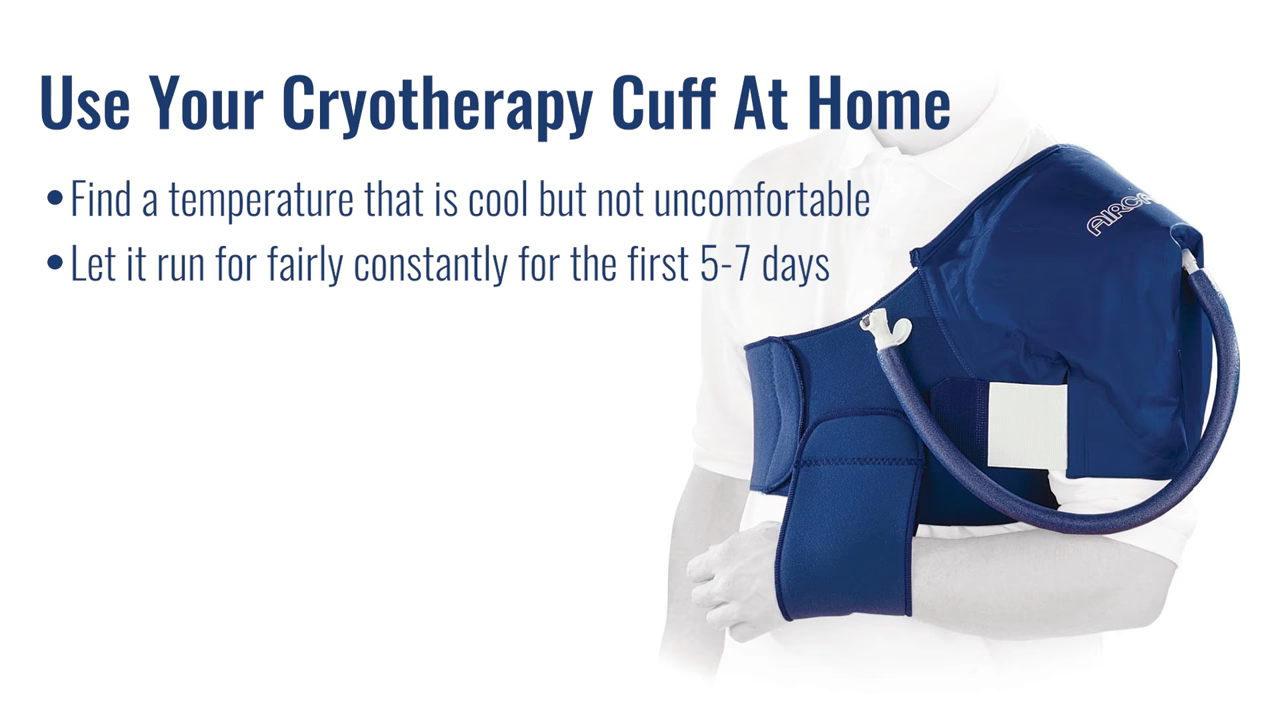 Use Your Cryotherapy Cuff At Home
•Find a temperature that is cool but not uncomfortable
•Let it run for fairly constantly for the first 5-7 days